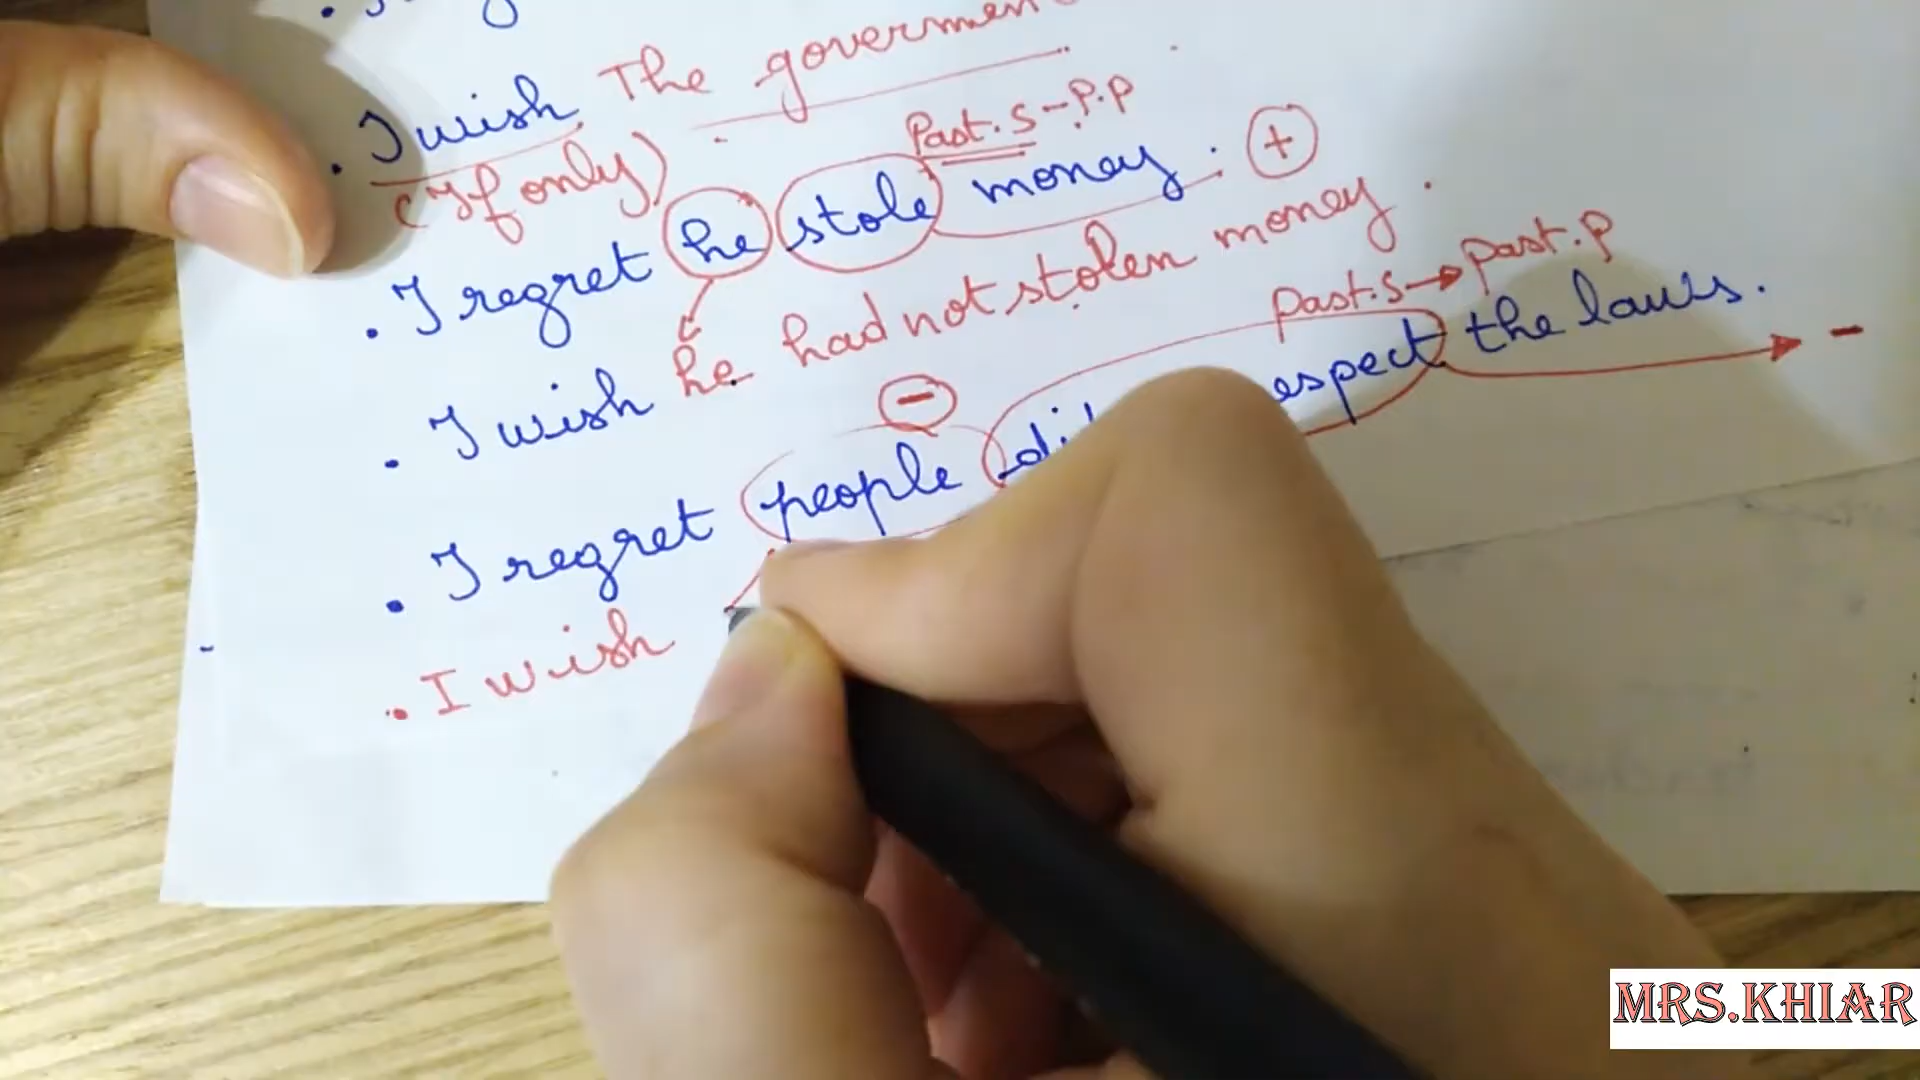 . I wish The governmen
(If only)
Past.s - P.p
. I regret he stole money. +
. I wish he had not stolen money.
Past.s → past.p
-
. I regret people respect the laws. -
. I wish
MRS.KHIAR